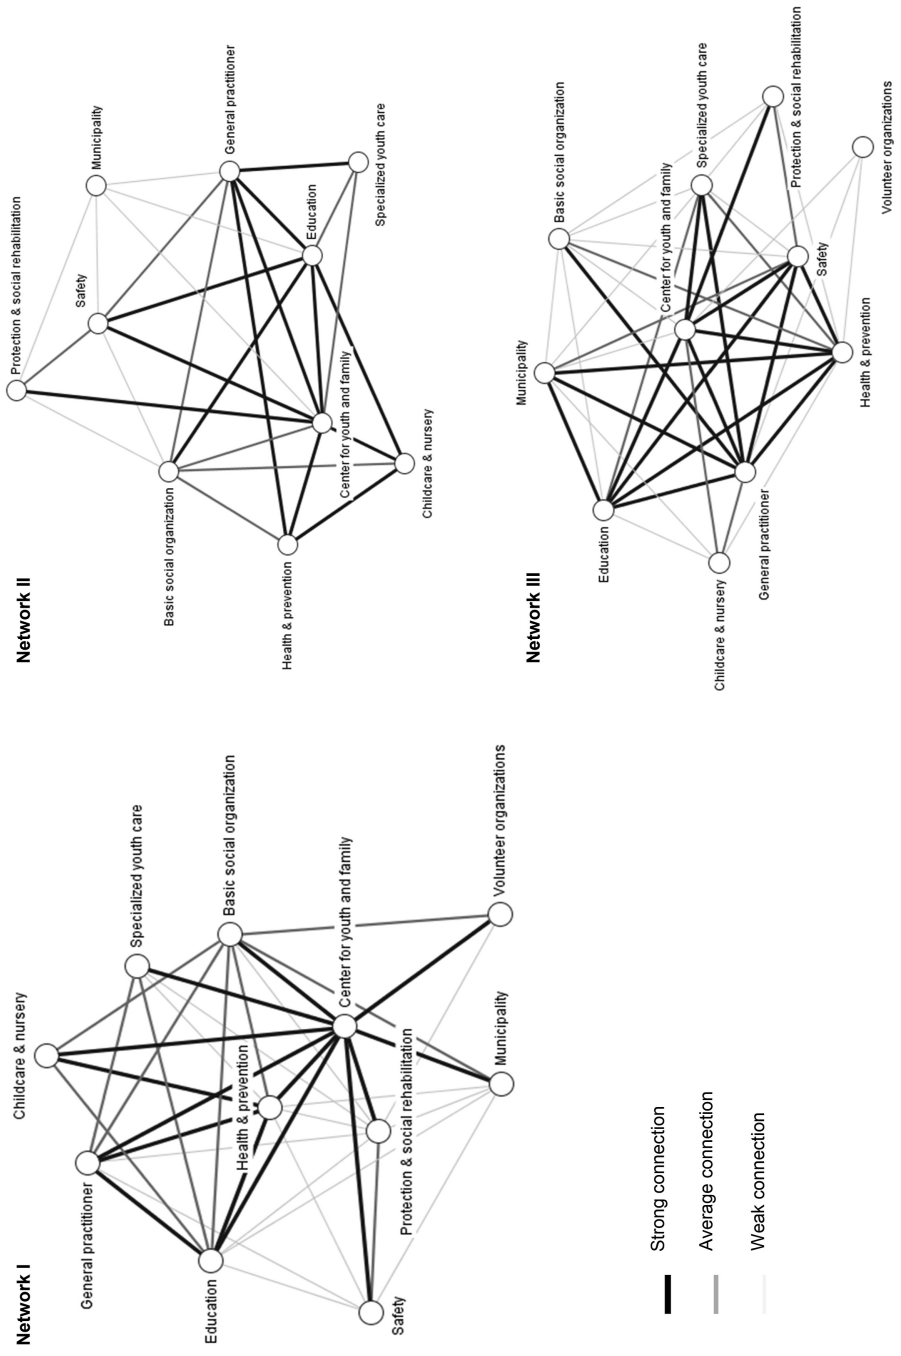 Network I
Childcare & nursery
Specialized youth care
General practitioner
Basic social organization
Health & prevention
Education
Center for youth and family
Protection & social rehabilitation
Safety
Municipality
Volunteer organizations
Strong connection
Average connection
Weak connection
Network II
Protection & social rehabilitation
Safety
Municipality
Basic social organization
General practitioner
Health & prevention
Education
Center for youth and family
Specialized youth care
Childcare & nursery
Network III
Municipality
Basic social organization
Education
Center for youth and family
Specialized youth care
Childcare & nursery
General practitioner
Protection & social rehabilitation
Safety
Health & prevention
Volunteer organizations